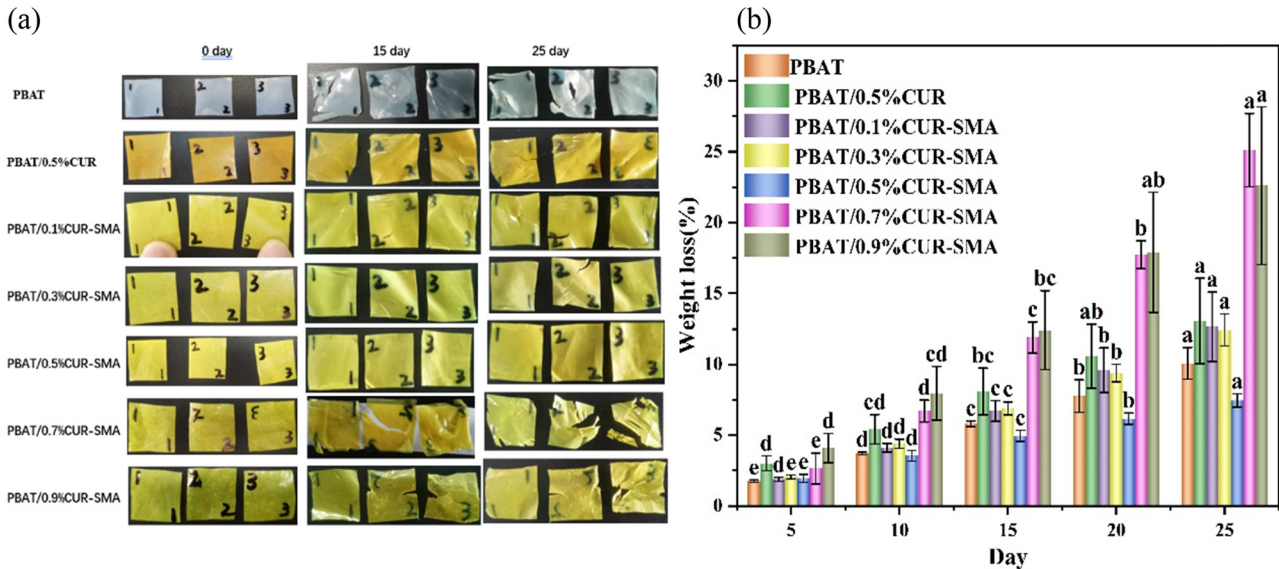 (a)
0 day 15 day 25 day
PBAT
PBAT/0.5%CUR
PBAT/0.1%CUR-SMA
PBAT/0.3%CUR-SMA
PBAT/0.5%CUR-SMA
PBAT/0.7%CUR-SMA
PBAT/0.9%CUR-SMA
(b)
Weight loss(%)
30
25
20
15
10
5
0
PBAT
PBAT/0.5%CUR
PBAT/0.1%CUR-SMA
PBAT/0.3%CUR-SMA
PBAT/0.5%CUR-SMA
PBAT/0.7%CUR-SMA
PBAT/0.9%CUR-SMA
e d d e c e d
d cd c d d d cd
c bc c c c c bc
b ab b b b b ab
a a a a a a a
5 10 15 20 25
Day